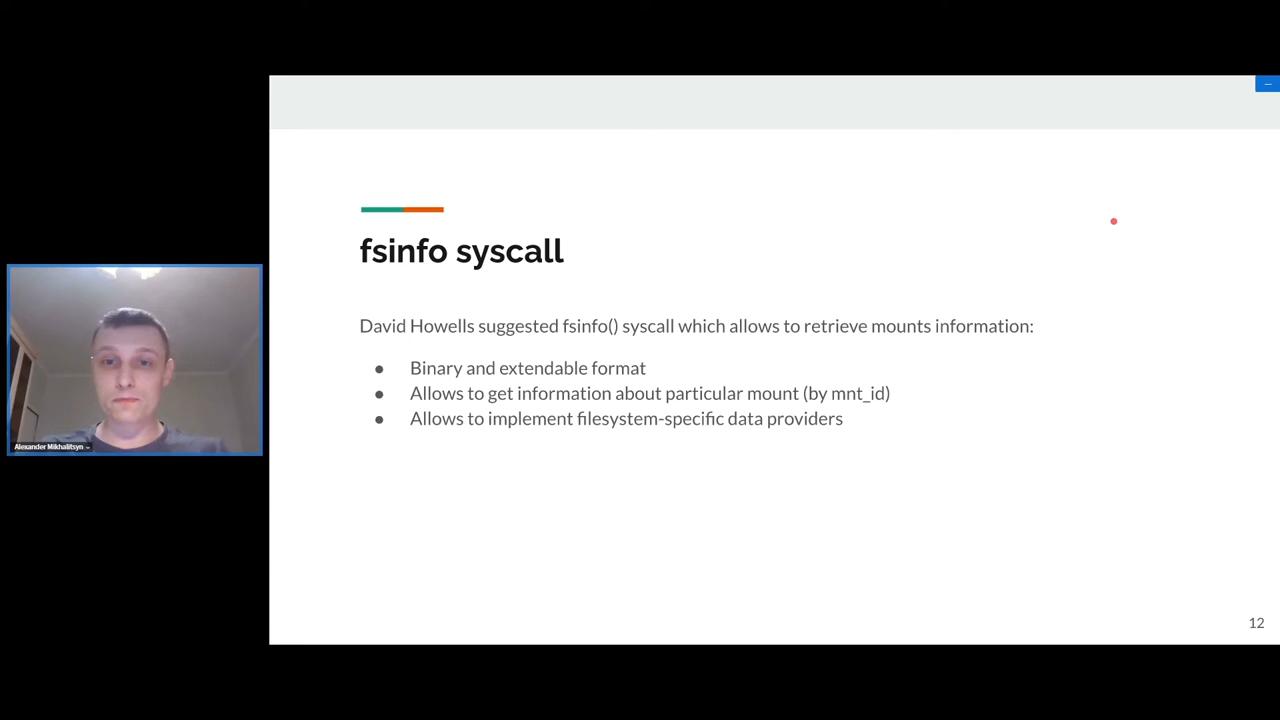 fsinfo syscall
David Howells suggested fsinfo() syscall which allows to retrieve mounts information:
● Binary and extendable format
● Allows to get information about particular mount (by mnt_id)
● Allows to implement filesystem-specific data providers
Alexander Mikhalitsyn
12